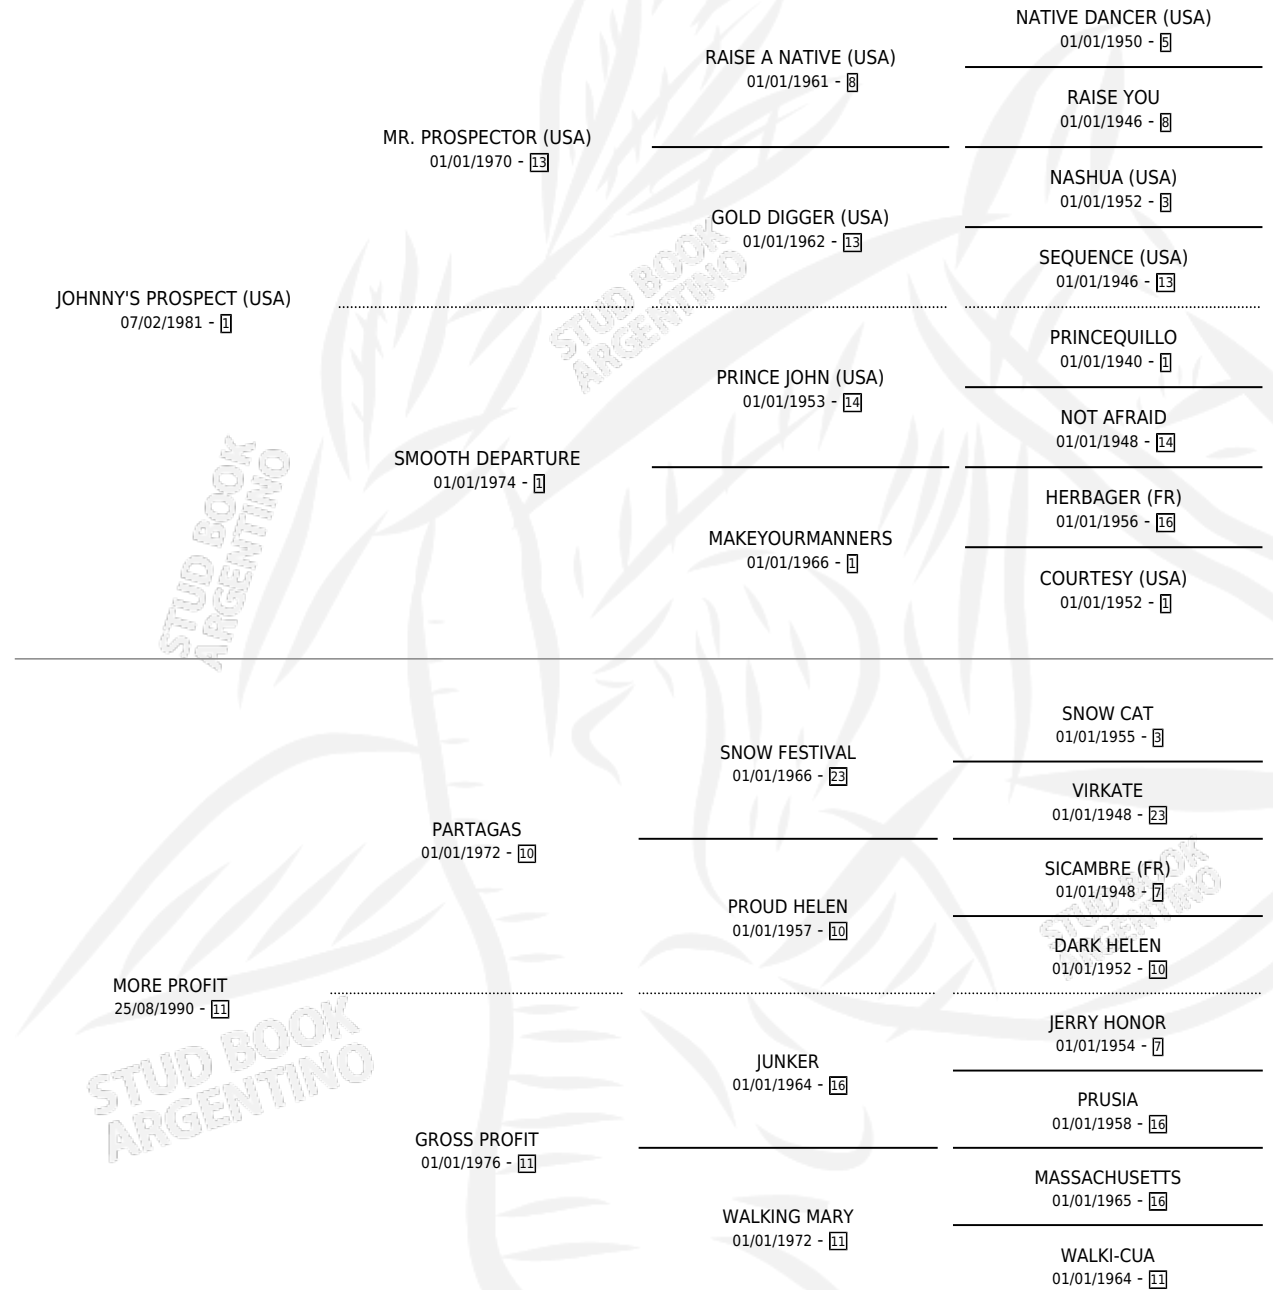 NATIVE DANCER (USA)
01/01/1950 - 5
RAISE A NATIVE (USA)
01/01/1961 - 8
RAISE YOU
01/01/1946 - 8
MR. PROSPECTOR (USA)
01/01/1970 - 13
NASHUA (USA)
01/01/1952 - 3
GOLD DIGGER (USA)
01/01/1962 - 13
SEQUENCE (USA)
01/01/1946 - 13
JOHNNY'S PROSPECT (USA)
07/02/1981 - 1
PRINCEQUILLO
01/01/1940 - 1
PRINCE JOHN (USA)
01/01/1953 - 14
NOT AFRAID
01/01/1948 - 14
SMOOTH DEPARTURE
01/01/1974 - 1
HERBAGER (FR)
01/01/1956 - 16
MAKEYOURMANNERS
01/01/1966 - 1
COURTESY (USA)
01/01/1952 - 1
STUD BOOK
ARGENTINO
STUD BOOK
ARGENTINO
SNOW CAT
01/01/1955 - 3
SNOW FESTIVAL
01/01/1966 - 23
VIRKATE
01/01/1948 - 23
PARTAGAS
01/01/1972 - 10
SICAMBRE (FR)
01/01/1948 - 7
PROUD HELEN
01/01/1957 - 10
DARK HELEN
01/01/1952 - 10
MORE PROFIT
25/08/1990 - 11
JERRY HONOR
01/01/1954 - 7
JUNKER
01/01/1964 - 16
PRUSIA
01/01/1958 - 16
GROSS PROFIT
01/01/1976 - 11
MASSACHUSETTS
01/01/1965 - 16
WALKING MARY
01/01/1972 - 11
WALKI-CUA
01/01/1964 - 11
STUD BOOK
ARGENTINO
STUD BOOK
ARGENTINO